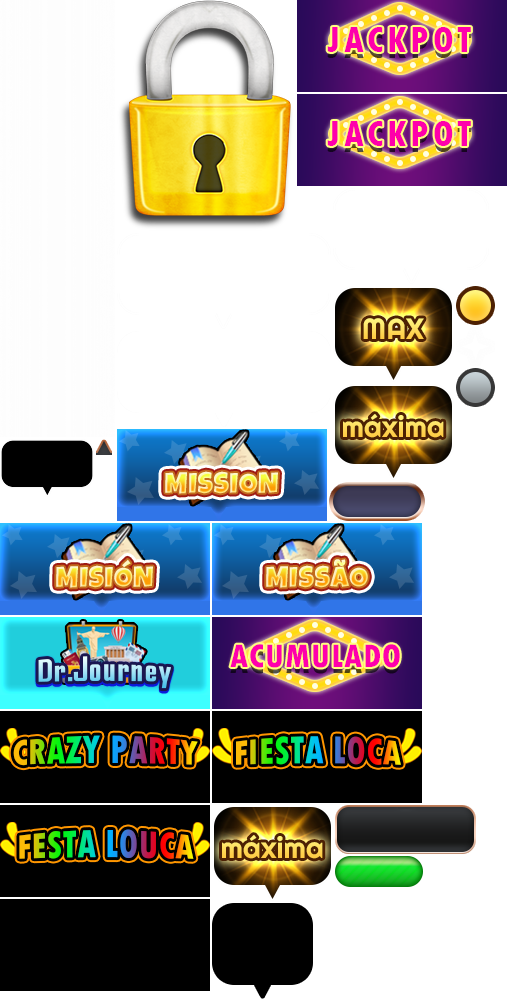 JACKPOT
JACKPOT
MAX
máxima
MISSION
MISIÓN
MISSÃO
Dr.Journey
ACUMULADO
CRAZY PARTY
FIESTA LOCA
FESTA LOUCA
máxima